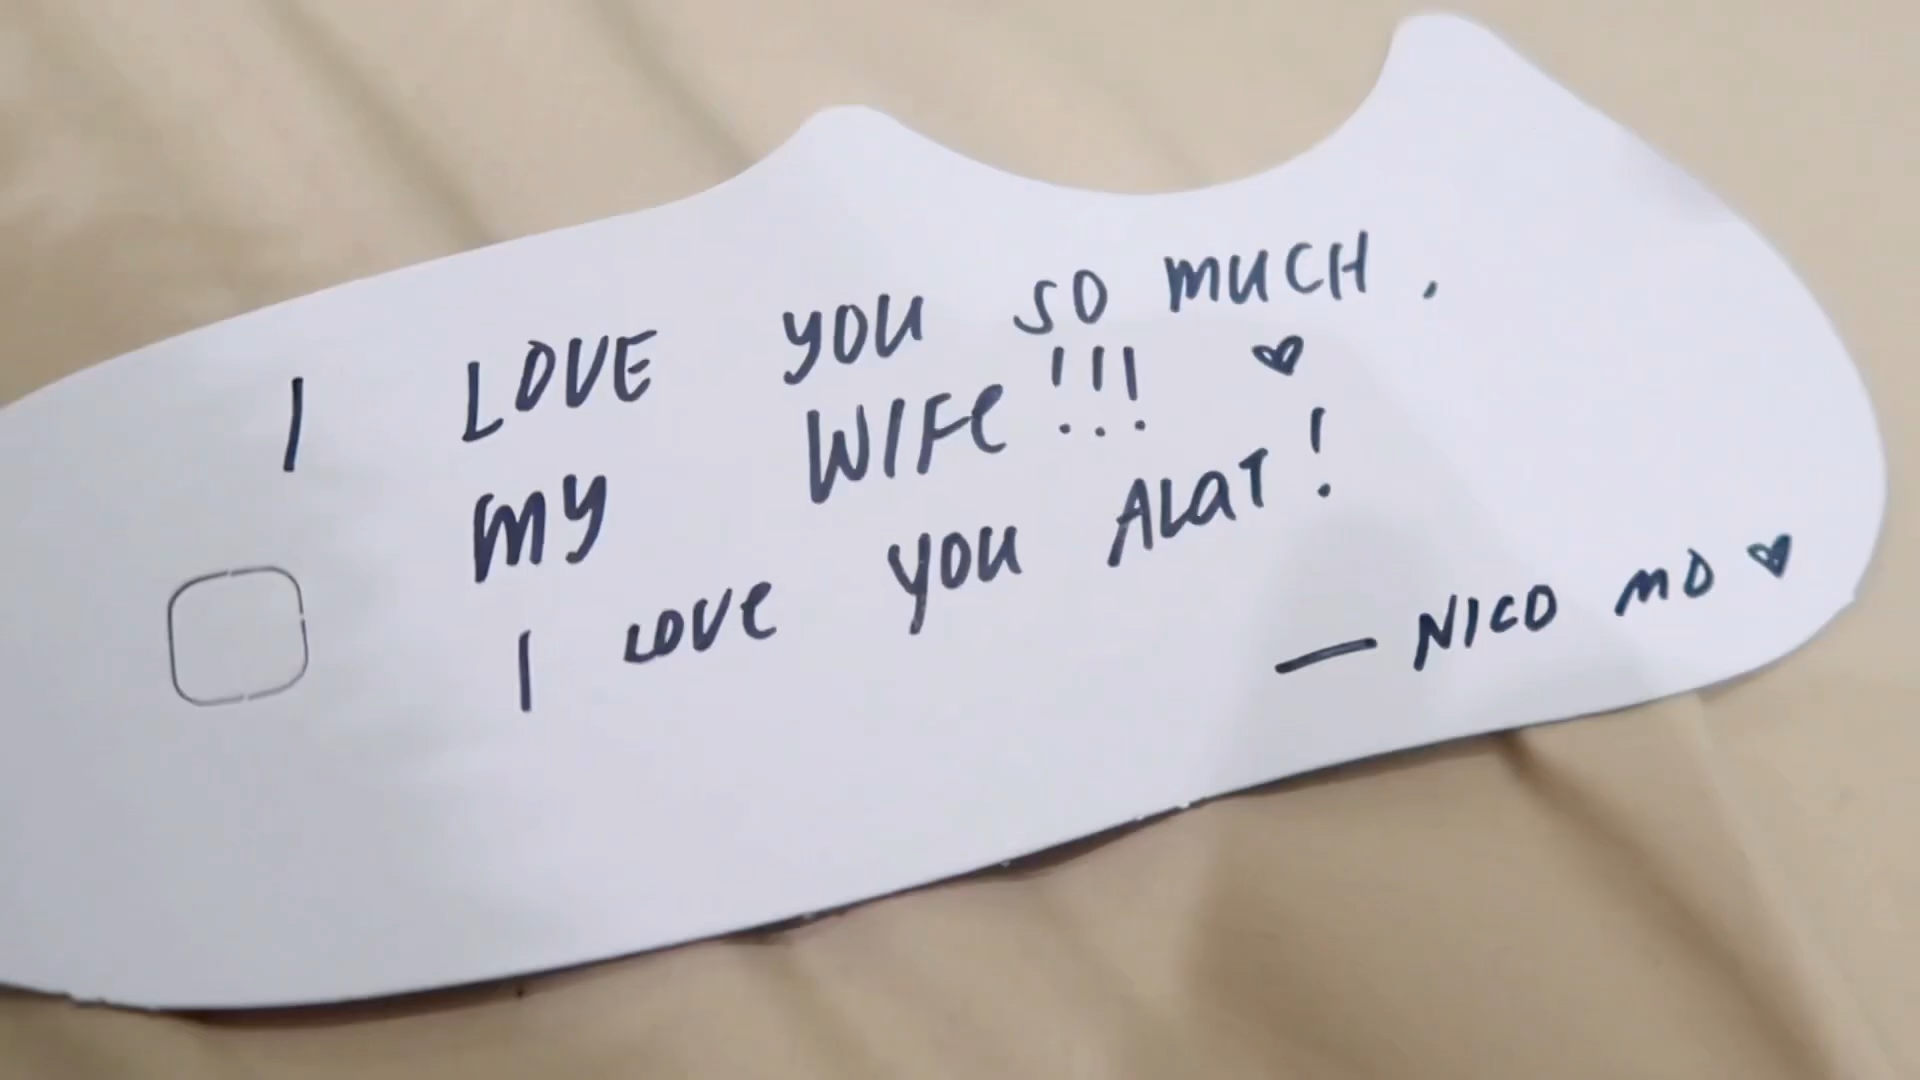 I LOVE YOU SO MUCH,
MY WIFE!!! ♥
I LOVE YOU ALAT!
— NICO MO ♥